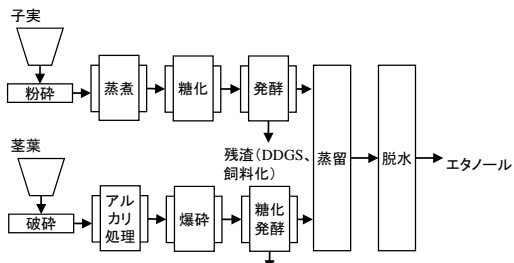 子実
粉砕
蒸煮
糖化
発酵
残渣(DDGS、
飼料化)
蒸留
脱水
エタノール
茎葉
破砕
アル
カリ
処理
爆砕
糖化
発酵